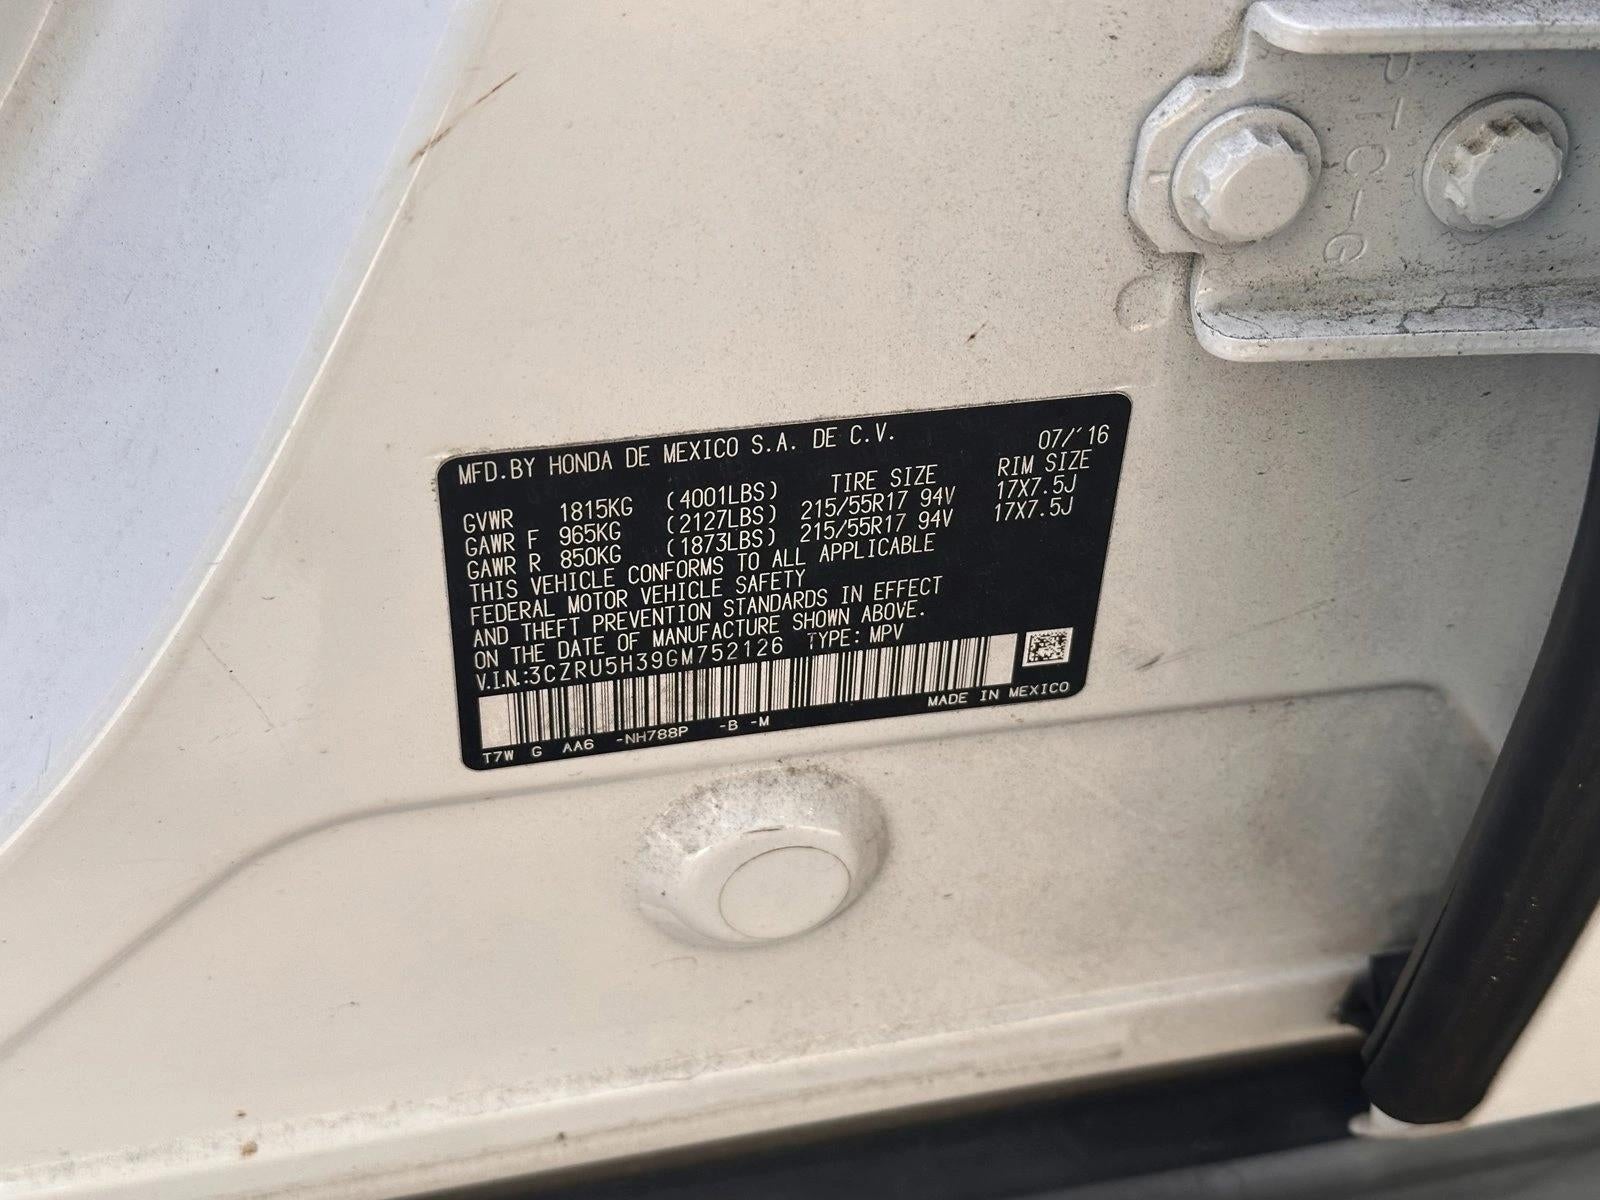 MFD.BY HONDA DE MEXICO S.A. DE C.V. 07/'16
TIRE SIZE RIM SIZE
GVWR 1815KG (4001LBS)
GAWR F 965KG (2127LBS) 215/55R17 94V 17X7.5J
GAWR R 850KG (1873LBS) 215/55R17 94V 17X7.5J
THIS VEHICLE CONFORMS TO ALL APPLICABLE
FEDERAL MOTOR VEHICLE SAFETY
AND THEFT PREVENTION STANDARDS IN EFFECT
ON THE DATE OF MANUFACTURE SHOWN ABOVE.
V.I.N.:3CZRU5H39GM752126 TYPE: MPV
MADE IN MEXICO
T7W G AA6 -NH788P -B -M